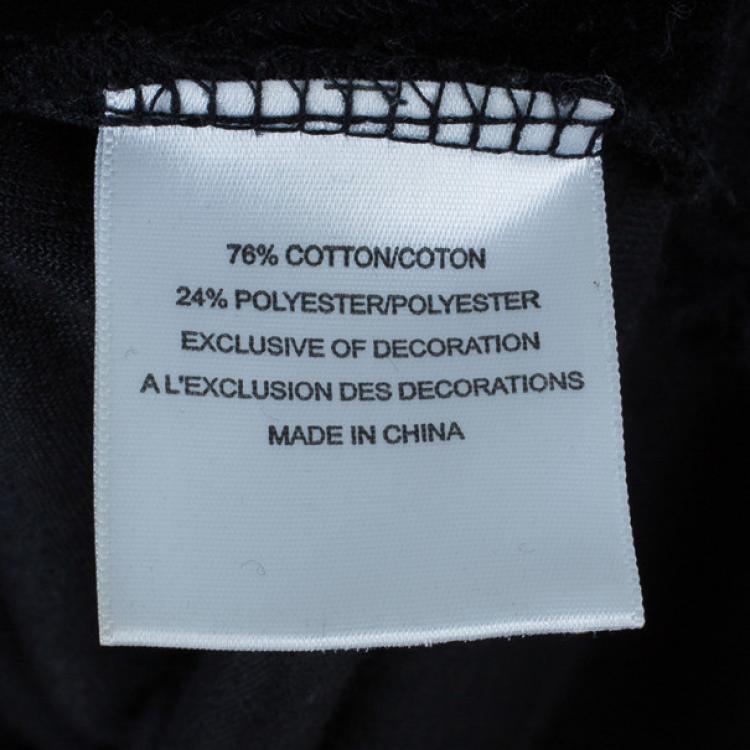 76% COTTON/COTON
24% POLYESTER/POLYESTER
EXCLUSIVE OF DECORATION
A L'EXCLUSION DES DECORATIONS
MADE IN CHINA